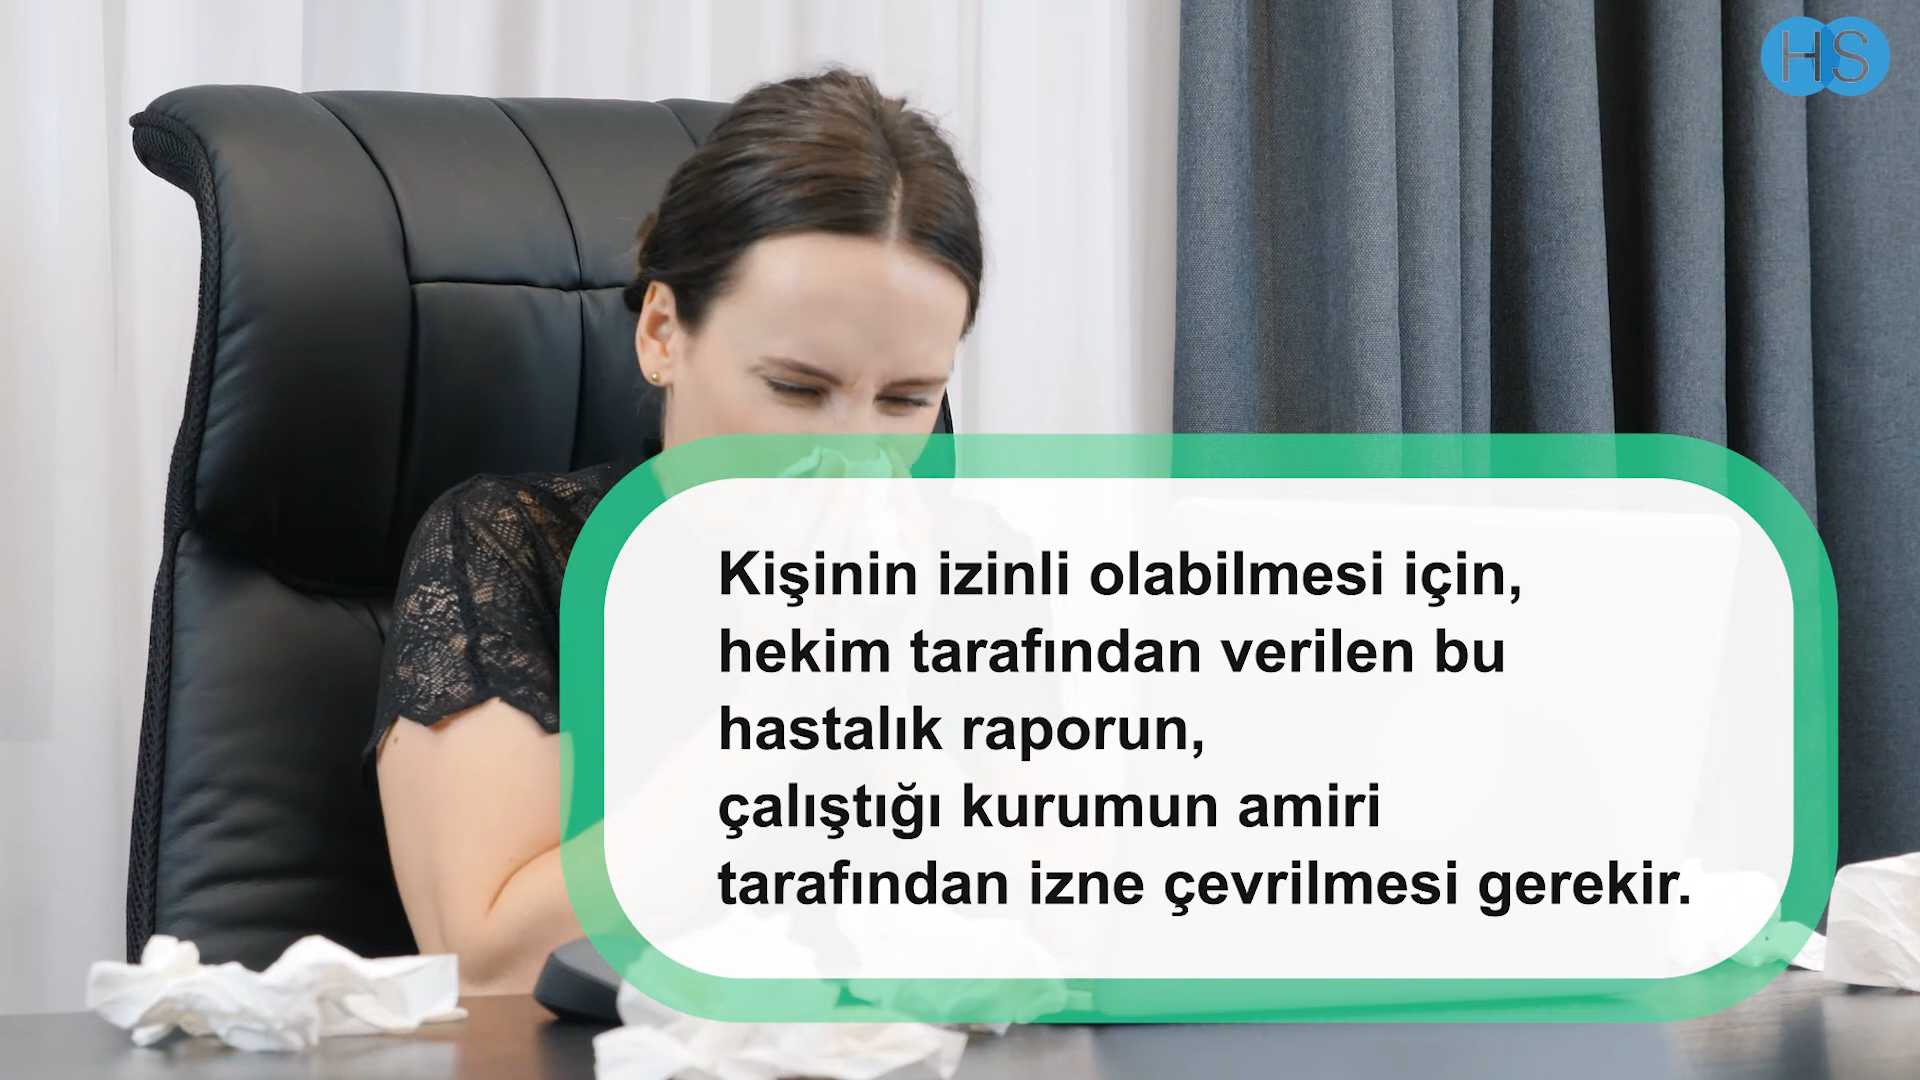 HS
Kişinin izinli olabilmesi için,
hekim tarafından verilen bu
hastalık raporun,
çalıştığı kurumun amiri
tarafından izne çevrilmesi gerekir.